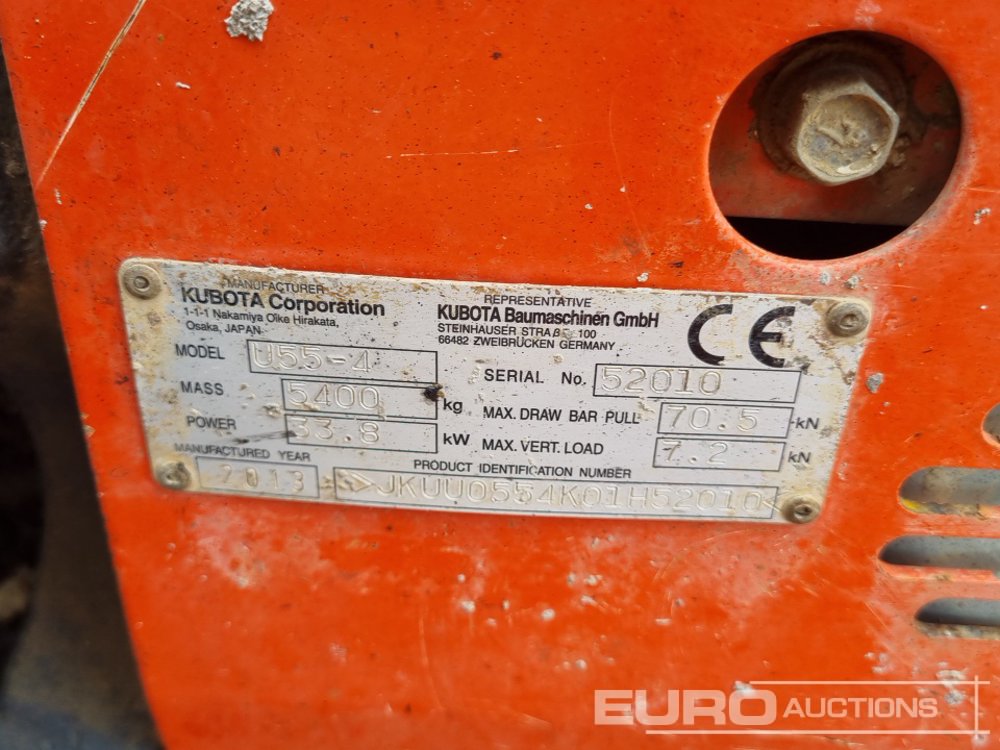 MANUFACTURER
KUBOTA Corporation
1-1-1 Nakamiya Oike Hirakata,
Osaka, JAPAN
REPRESENTATIVE
KUBOTA Baumaschinen GmbH
STEINHAUSER STRAßE 100
66482 ZWEIBRÜCKEN GERMANY
CE
MODEL U55-4
SERIAL No. 52010
MASS 5400 kg
MAX. DRAW BAR PULL 70.5 kN
POWER 33.8 kW
MAX. VERT. LOAD 7.2 kN
MANUFACTURED YEAR 2013
PRODUCT IDENTIFICATION NUMBER
JKUU0554K01H52010
EURO AUCTIONS